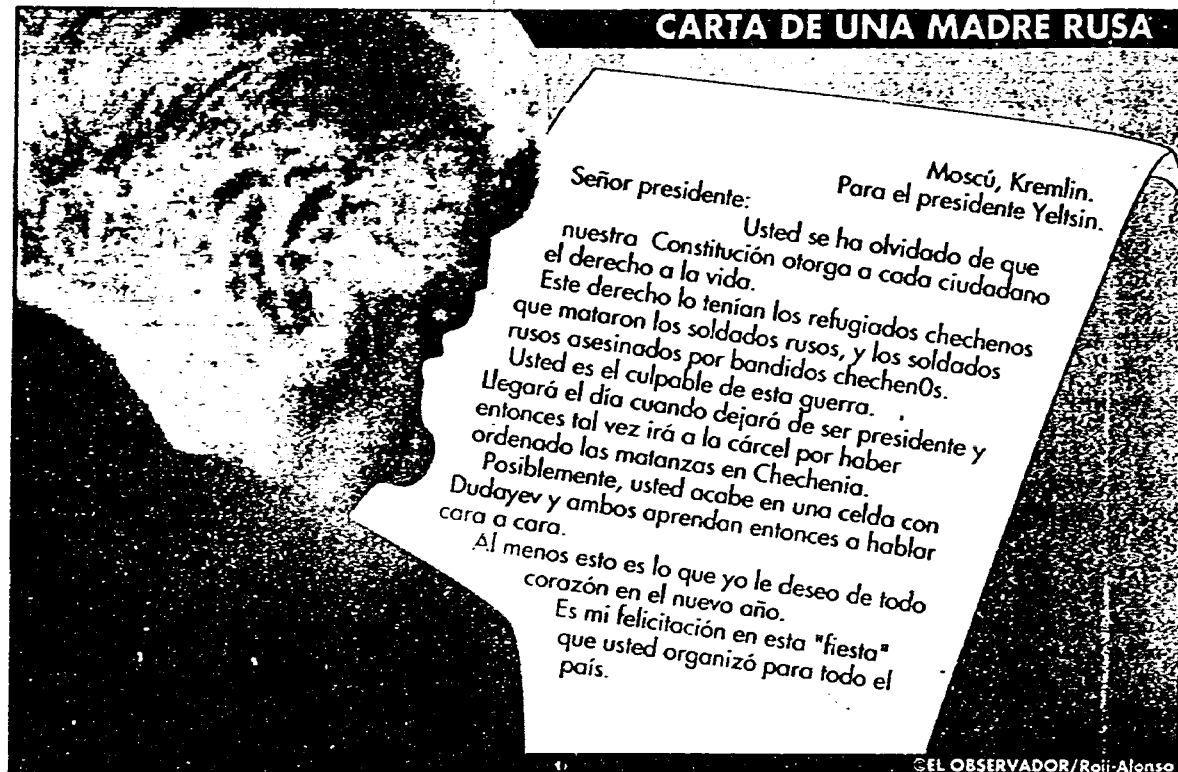 CARTA DE UNA MADRE RUSA
Moscú, Kremlin.
Para el presidente Yeltsin.
Señor presidente:
Usted se ha olvidado de que
nuestra Constitución otorga a cada ciudadano
el derecho a la vida.
Este derecho lo tenían los refugiados chechenos
que mataron los soldados rusos, y los soldados
rusos asesinados por bandidos chechen0s.
Usted es el culpable de esta guerra.
Llegará el día cuando dejará de ser presidente y
entonces tal vez irá a la cárcel por haber
ordenado las matanzas en Chechenia.
Posiblemente, usted acabe en una celda con
Dudayev y ambos aprendan entonces a hablar
cara a cara.
Al menos esto es lo que yo le deseo de todo
corazón en el nuevo año.
Es mi felicitación en esta "fiesta"
que usted organizó para todo el
país.
EL OBSERVADOR/Roji-Alonso